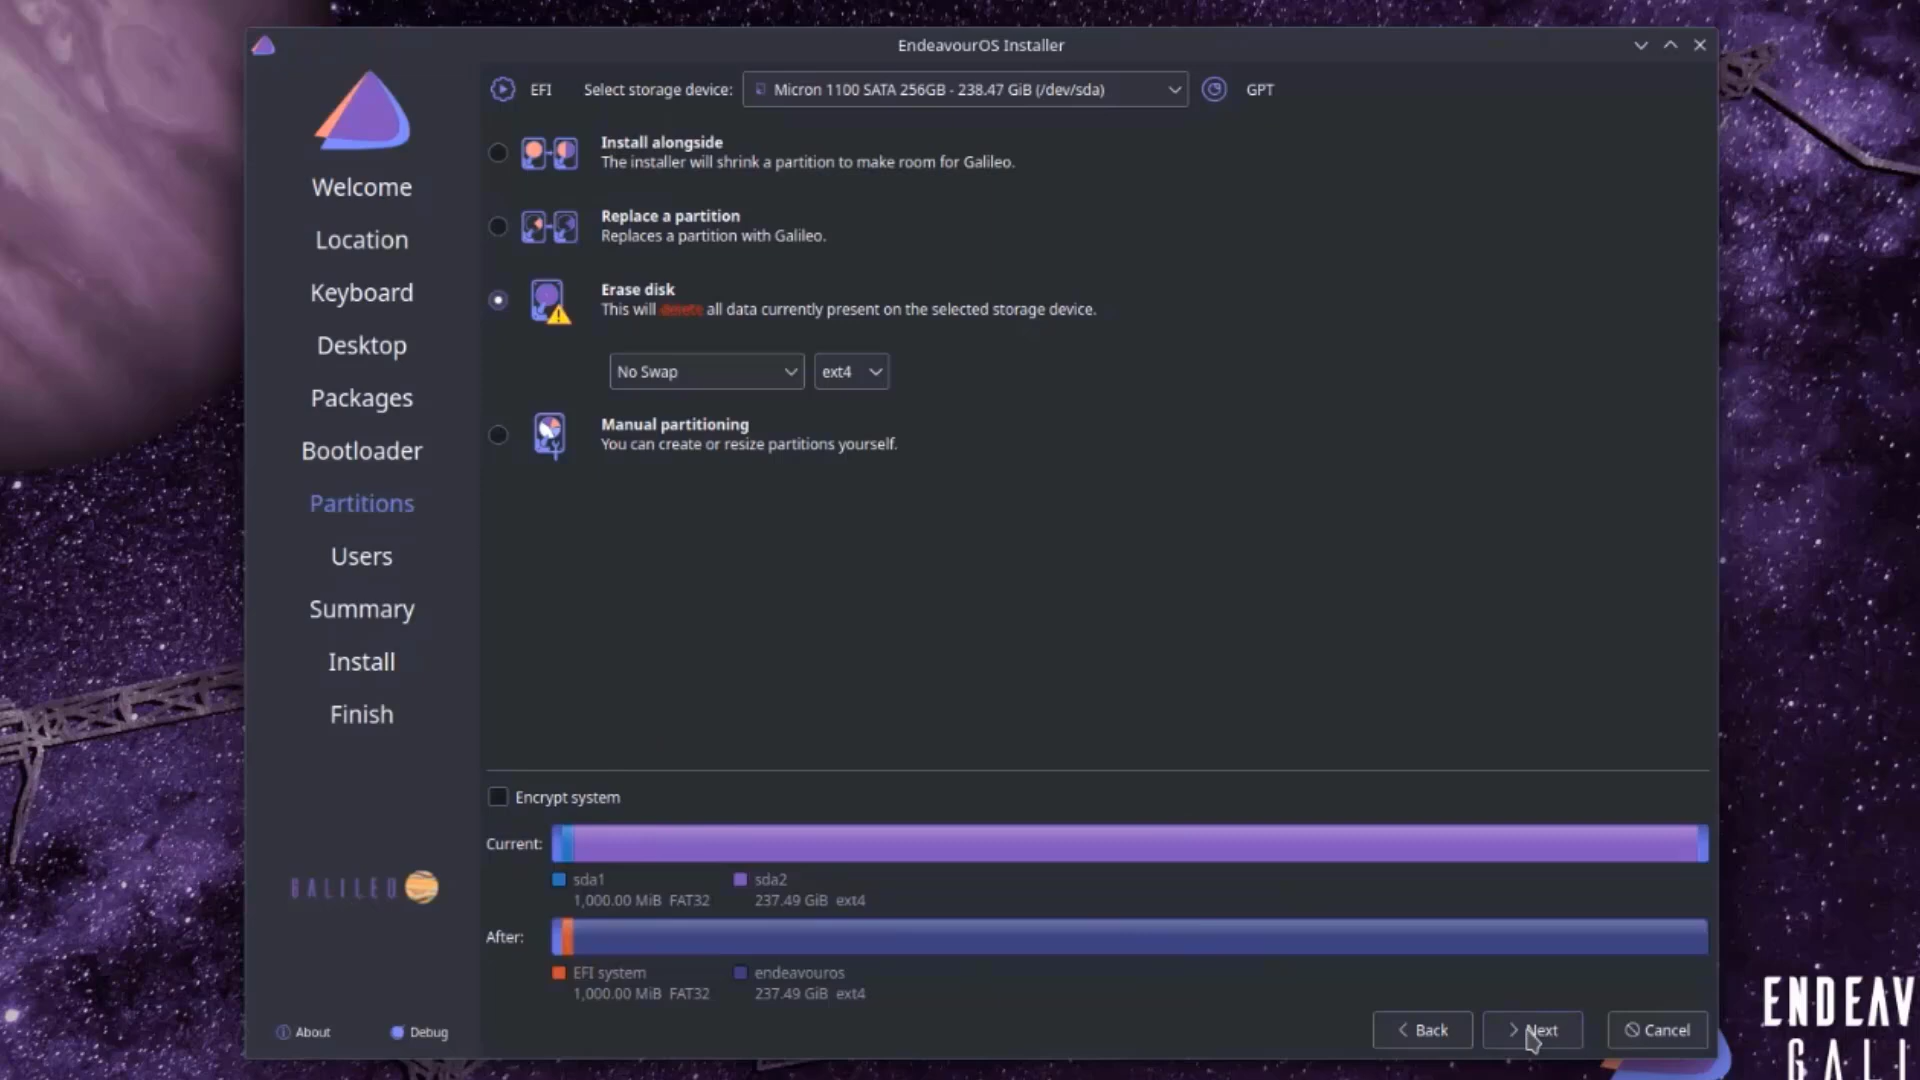 EndeavourOS Installer
EFI Select storage device: Micron 1100 SATA 256GB - 238.47 GiB (/dev/sda) GPT
Welcome
Location
Keyboard
Desktop
Packages
Bootloader
Partitions
Users
Summary
Install
Finish
GALILEO
About Debug
Install alongside
The installer will shrink a partition to make room for Galileo.
Replace a partition
Replaces a partition with Galileo.
Erase disk
This will delete all data currently present on the selected storage device.
No Swap ext4
Manual partitioning
You can create or resize partitions yourself.
Encrypt system
Current:
sda1 sda2
1,000.00 MiB FAT32 237.49 GiB ext4
After:
EFI system endeavouros
1,000.00 MiB FAT32 237.49 GiB ext4
Back Next Cancel
ENDEAV
GALI